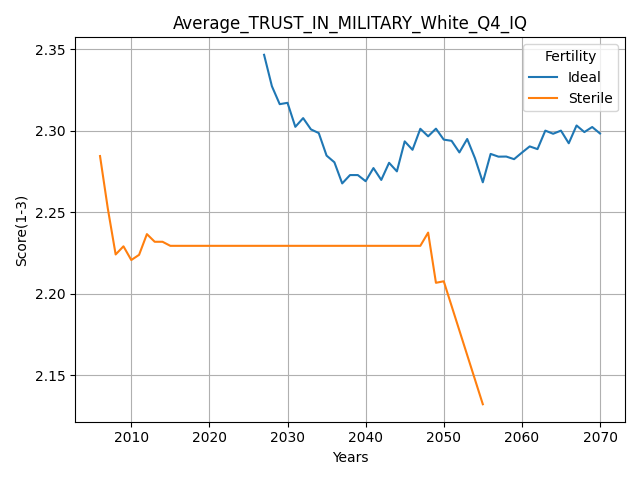 Average_TRUST_IN_MILITARY_White_Q4_IQ
Fertility
Ideal
Sterile
Score(1-3)
2.35
2.30
2.25
2.20
2.15
2010 2020 2030 2040 2050 2060 2070
Years